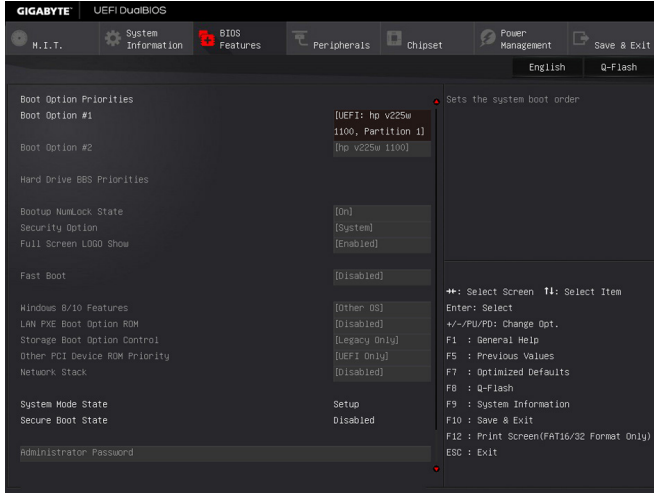 GIGABYTE™ UEFI DualBIOS
M.I.T.
System Information
BIOS Features
Peripherals
Chipset
Power Management
Save & Exit
English Q-Flash
Boot Option Priorities
Boot Option #1 [UEFI: hp v225w 1100, Partition 1]
Boot Option #2 [hp v225w 1100]
Hard Drive BBS Priorities
Bootup NumLock State [On]
Security Option [System]
Full Screen LOGO Show [Enabled]
Fast Boot [Disabled]
Windows 8/10 Features [Other OS]
LAN PXE Boot Option ROM [Disabled]
Storage Boot Option Control [Legacy Only]
Other PCI Device ROM Priority [UEFI Only]
Network Stack [Disabled]
System Mode State Setup
Secure Boot State Disabled
Administrator Password
Sets the system boot order
→←: Select Screen ↑↓: Select Item
Enter: Select
+/-/PU/PD: Change Opt.
F1 : General Help
F5 : Previous Values
F7 : Optimized Defaults
F8 : Q-Flash
F9 : System Information
F10 : Save & Exit
F12 : Print Screen(FAT16/32 Format Only)
ESC : Exit